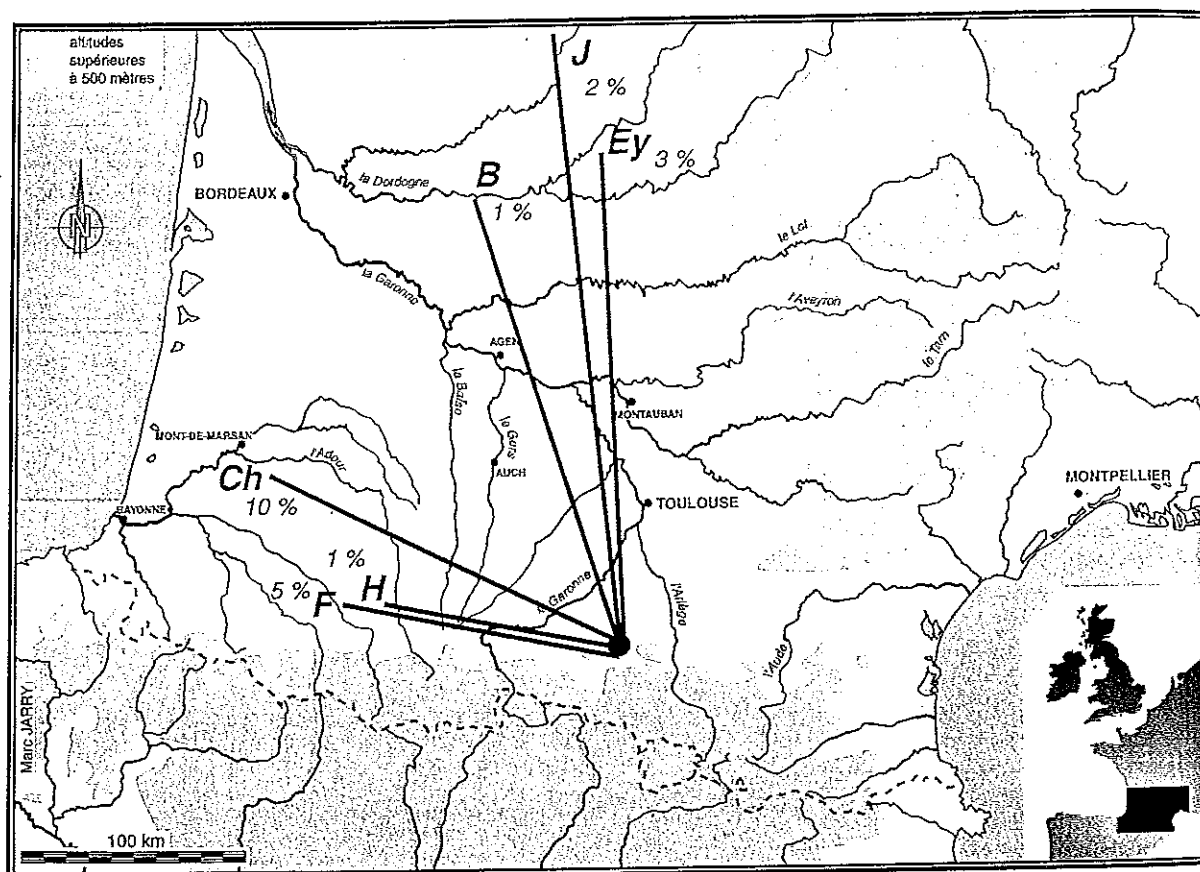 altitudes
supérieures
à 500 mètres
J
2 %
Ey
3 %
B
1 %
la Dordogne
BORDEAUX
N
le Lot
la Garonne
l'Aveyron
le Tarn
AGEN
la Baïse
le Gers
MONTAUBAN
MONT-DE-MARSAN
l'Adour
AUCH
Ch
10 %
TOULOUSE
MONTPELLIER
BAYONNE
1 %
H
5 %
F
la Garonne
l'Ariège
l'Aude
Marc JARRY
100 km